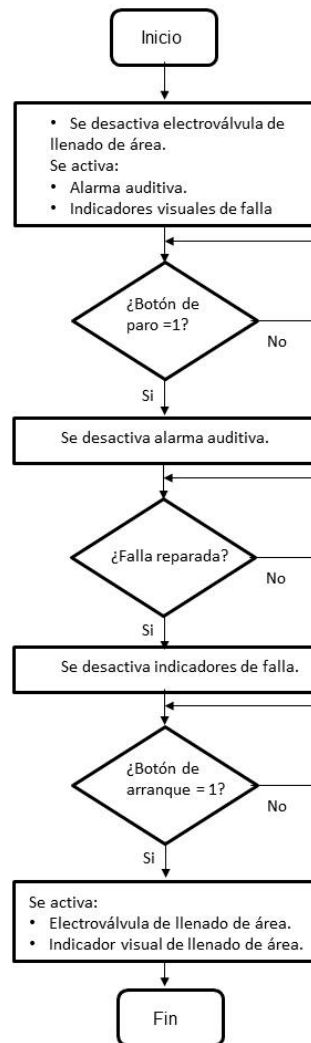 Inicio
• Se desactiva electroválvula de
llenado de área.
Se activa:
• Alarma auditiva.
• Indicadores visuales de falla
¿Botón de
paro =1?
No
Si
Se desactiva alarma auditiva.
¿Falla reparada?
No
Si
Se desactiva indicadores de falla.
¿Botón de
arranque = 1?
No
Si
Se activa:
• Electroválvula de llenado de área.
• Indicador visual de llenado de área.
Fin